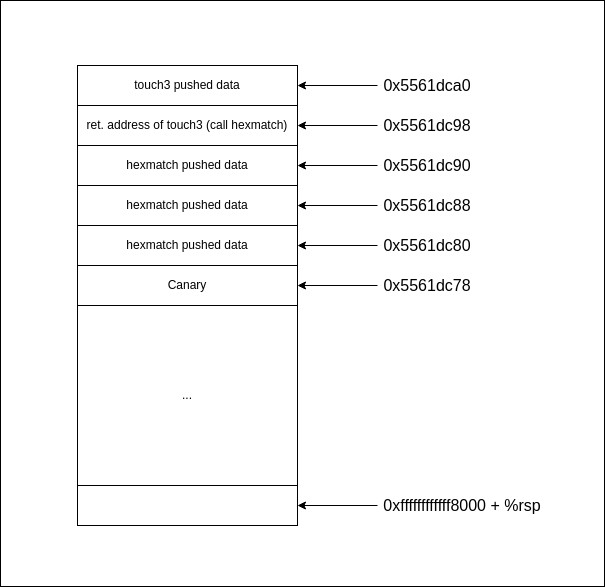 touch3 pushed data
0x5561dca0
ret. address of touch3 (call hexmatch)
0x5561dc98
hexmatch pushed data
0x5561dc90
hexmatch pushed data
0x5561dc88
hexmatch pushed data
0x5561dc80
Canary
0x5561dc78
...
0xffffffffffff8000 + %rsp